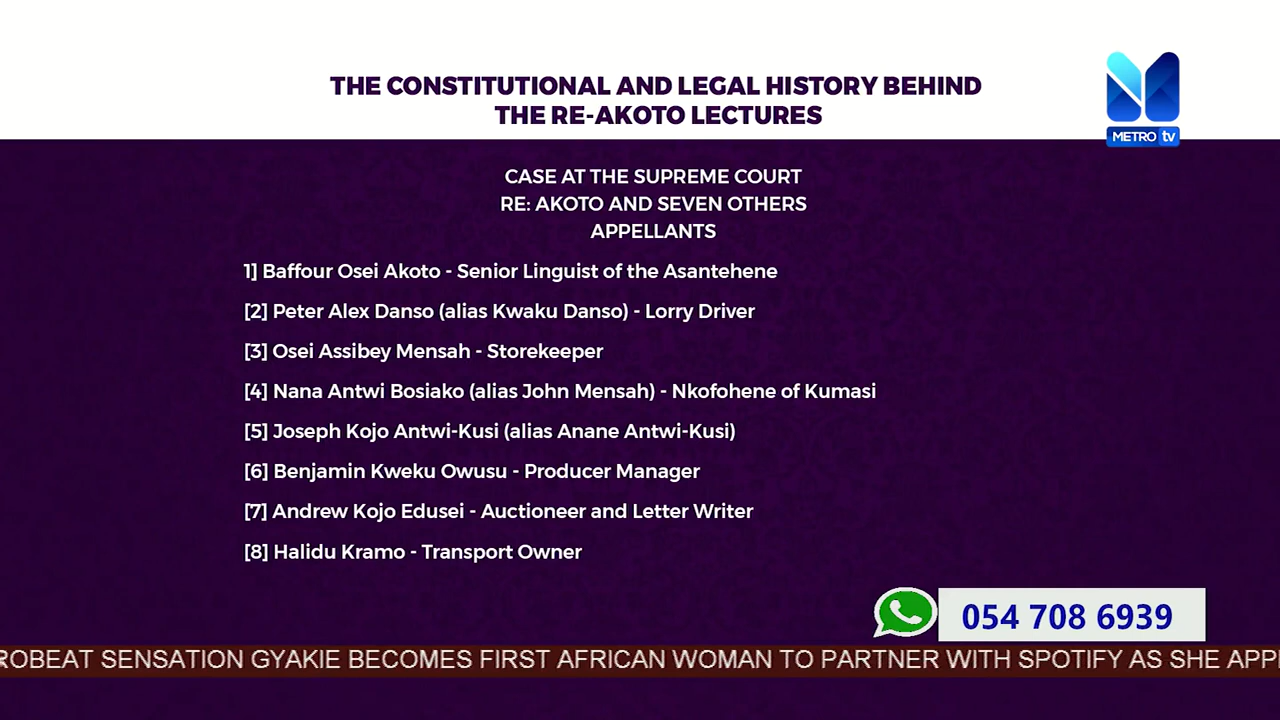 THE CONSTITUTIONAL AND LEGAL HISTORY BEHIND
THE RE-AKOTO LECTURES
METRO tv
CASE AT THE SUPREME COURT
RE: AKOTO AND SEVEN OTHERS
APPELLANTS
1] Baffour Osei Akoto - Senior Linguist of the Asantehene
[2] Peter Alex Danso (alias Kwaku Danso) - Lorry Driver
[3] Osei Assibey Mensah - Storekeeper
[4] Nana Antwi Bosiako (alias John Mensah) - Nkofohene of Kumasi
[5] Joseph Kojo Antwi-Kusi (alias Anane Antwi-Kusi)
[6] Benjamin Kweku Owusu - Producer Manager
[7] Andrew Kojo Edusei - Auctioneer and Letter Writer
[8] Halidu Kramo - Transport Owner
054 708 6939
ROBEAT SENSATION GYAKIE BECOMES FIRST AFRICAN WOMAN TO PARTNER WITH SPOTIFY AS SHE APP